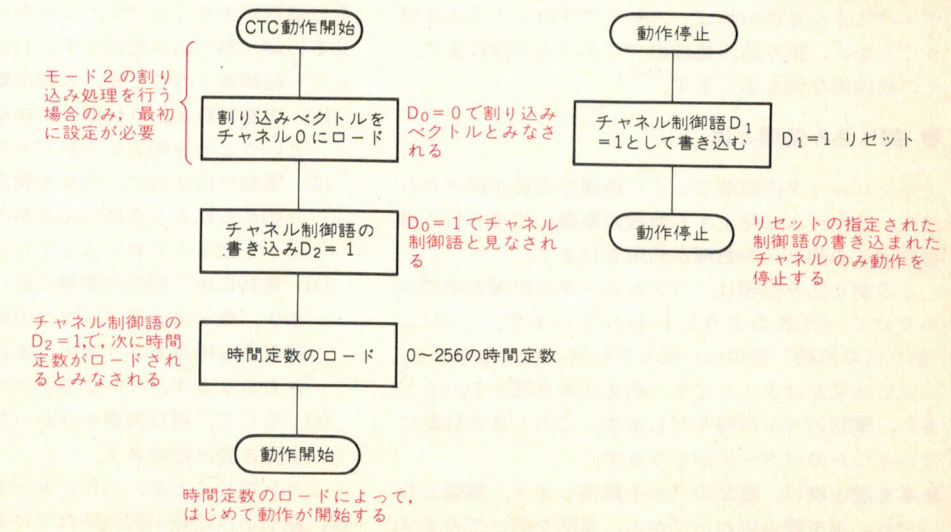 CTC動作開始
モード2の割り
込み処理を行う
場合のみ，最初
に設定が必要
割り込みベクトルを
チャネル0にロード
D₀＝0で割り込み
ベクトルとみなさ
れる
チャネル制御語の
書き込みD₂＝1
D₀＝1でチャネル
制御語と見なされ
る
チャネル制御語の
D₂＝1で，次に時間
定数がロードされ
るとみなされる
時間定数のロード
0～256の時間定数
動作開始
時間定数のロードによって，
はじめて動作が開始する
動作停止
チャネル制御語D₁
＝1として書き込む
D₁＝1 リセット
動作停止
リセットの指定された
制御語の書き込まれた
チャネルのみ動作を
停止する